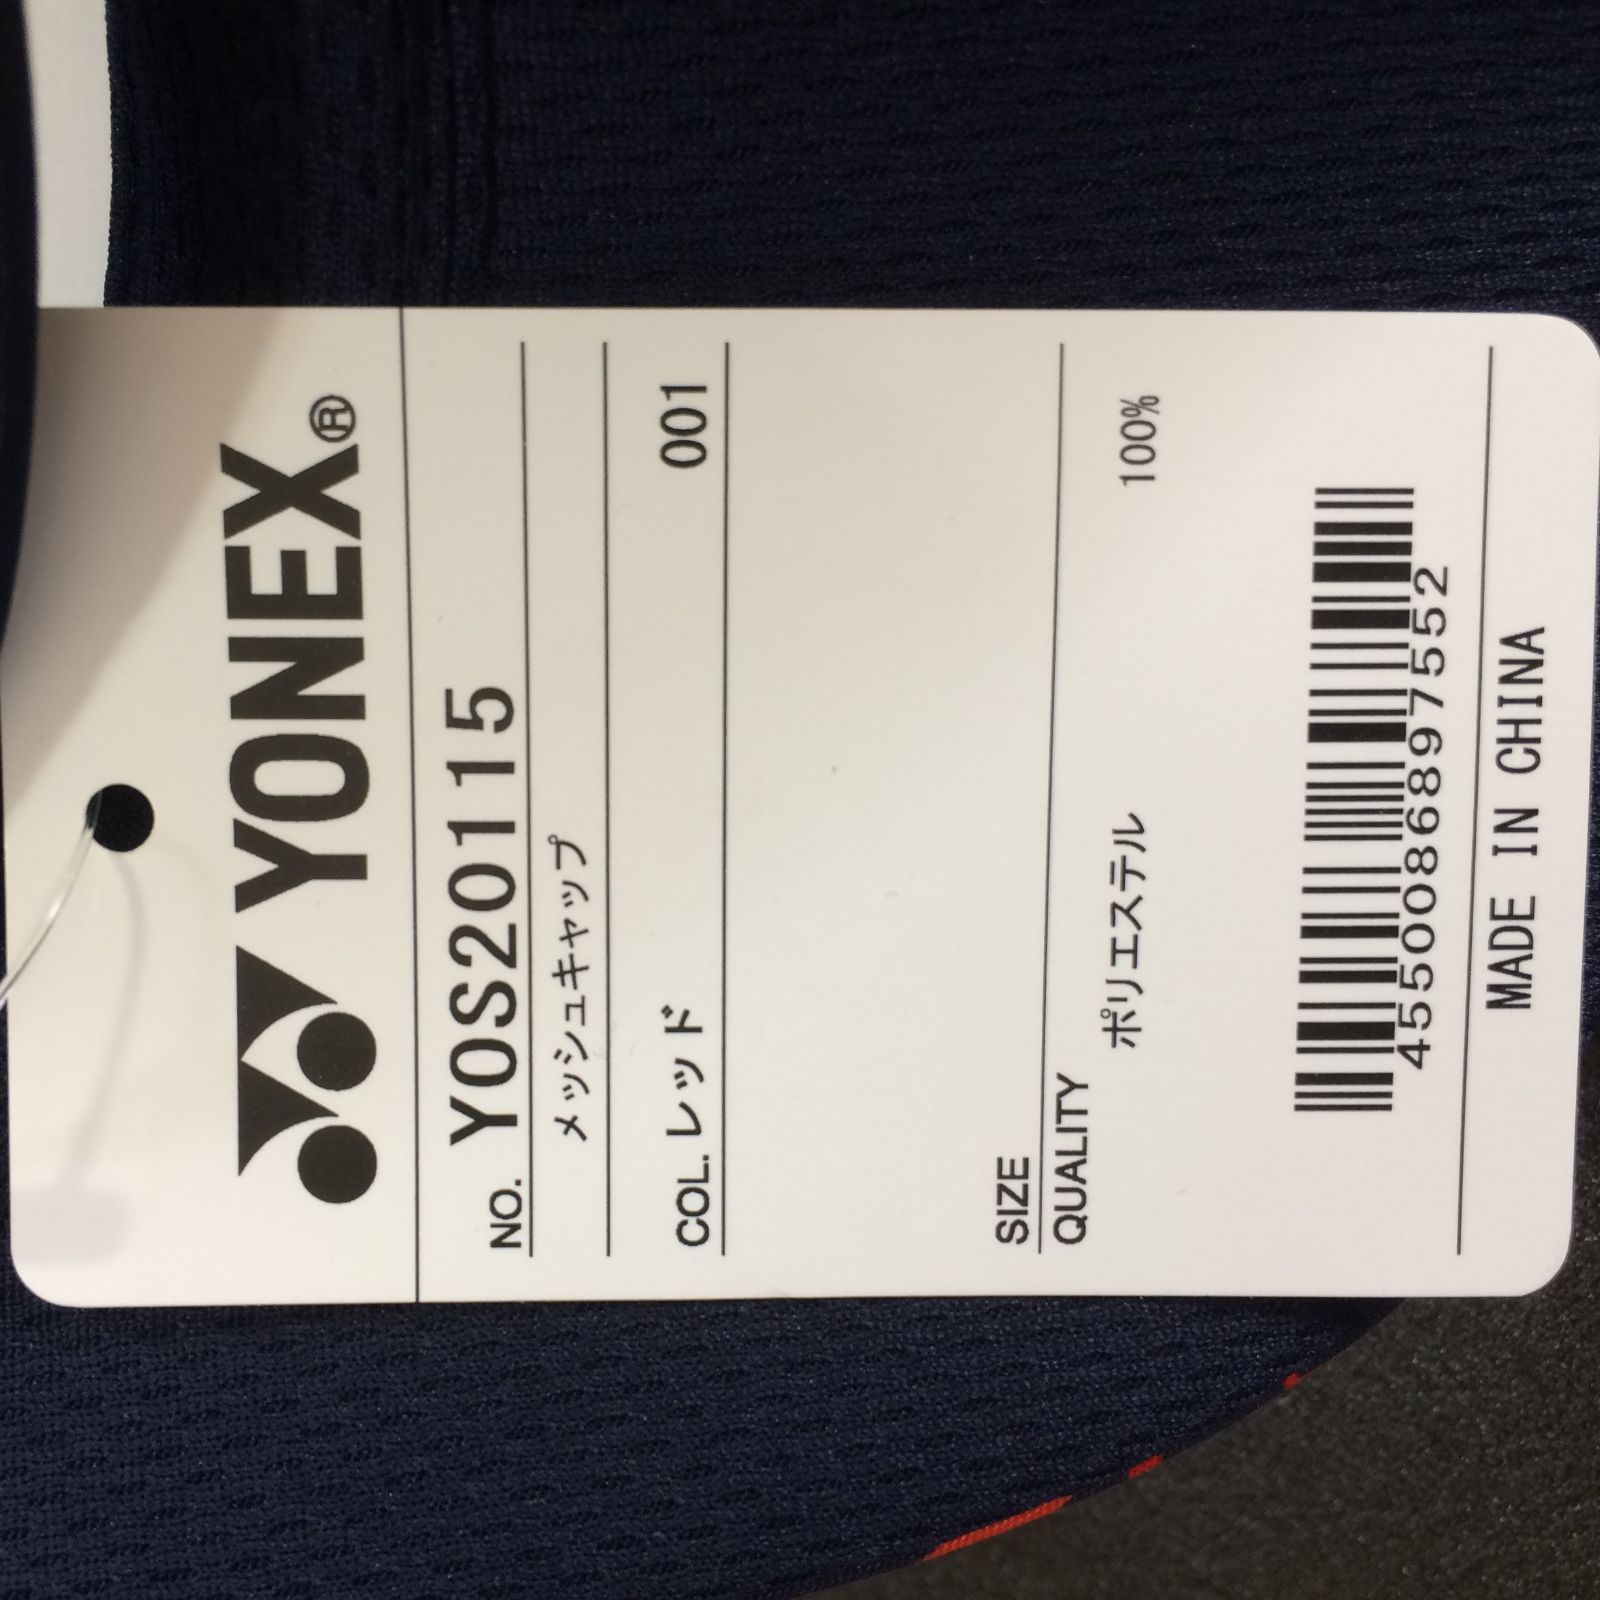 YONEX®
NO. YOS20115
メッシュキャップ
COL. レッド 001
SIZE
QUALITY
ポリエステル 100%
4550086897552
MADE IN CHINA